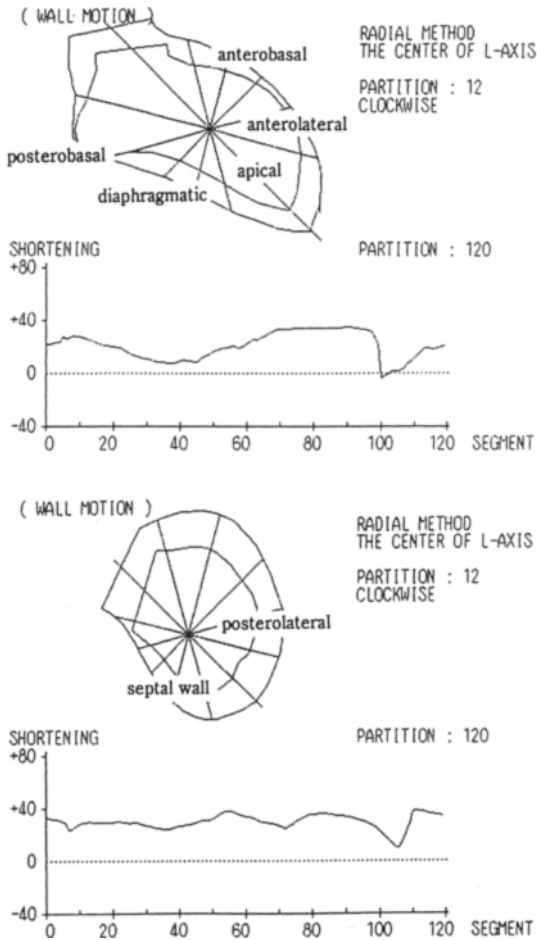 ( WALL MOTION )
RADIAL METHOD
THE CENTER OF L-AXIS
PARTITION : 12
CLOCKWISE
anterobasal
anterolateral
posterobasal
apical
diaphragmatic
SHORTENING
PARTITION : 120
+80
+40
0
-40
0 20 40 60 80 100 120 SEGMENT
( WALL MOTION )
RADIAL METHOD
THE CENTER OF L-AXIS
PARTITION : 12
CLOCKWISE
posterolateral
septal wall
SHORTENING
PARTITION : 120
+80
+40
0
-40
0 20 40 60 80 100 120 SEGMENT